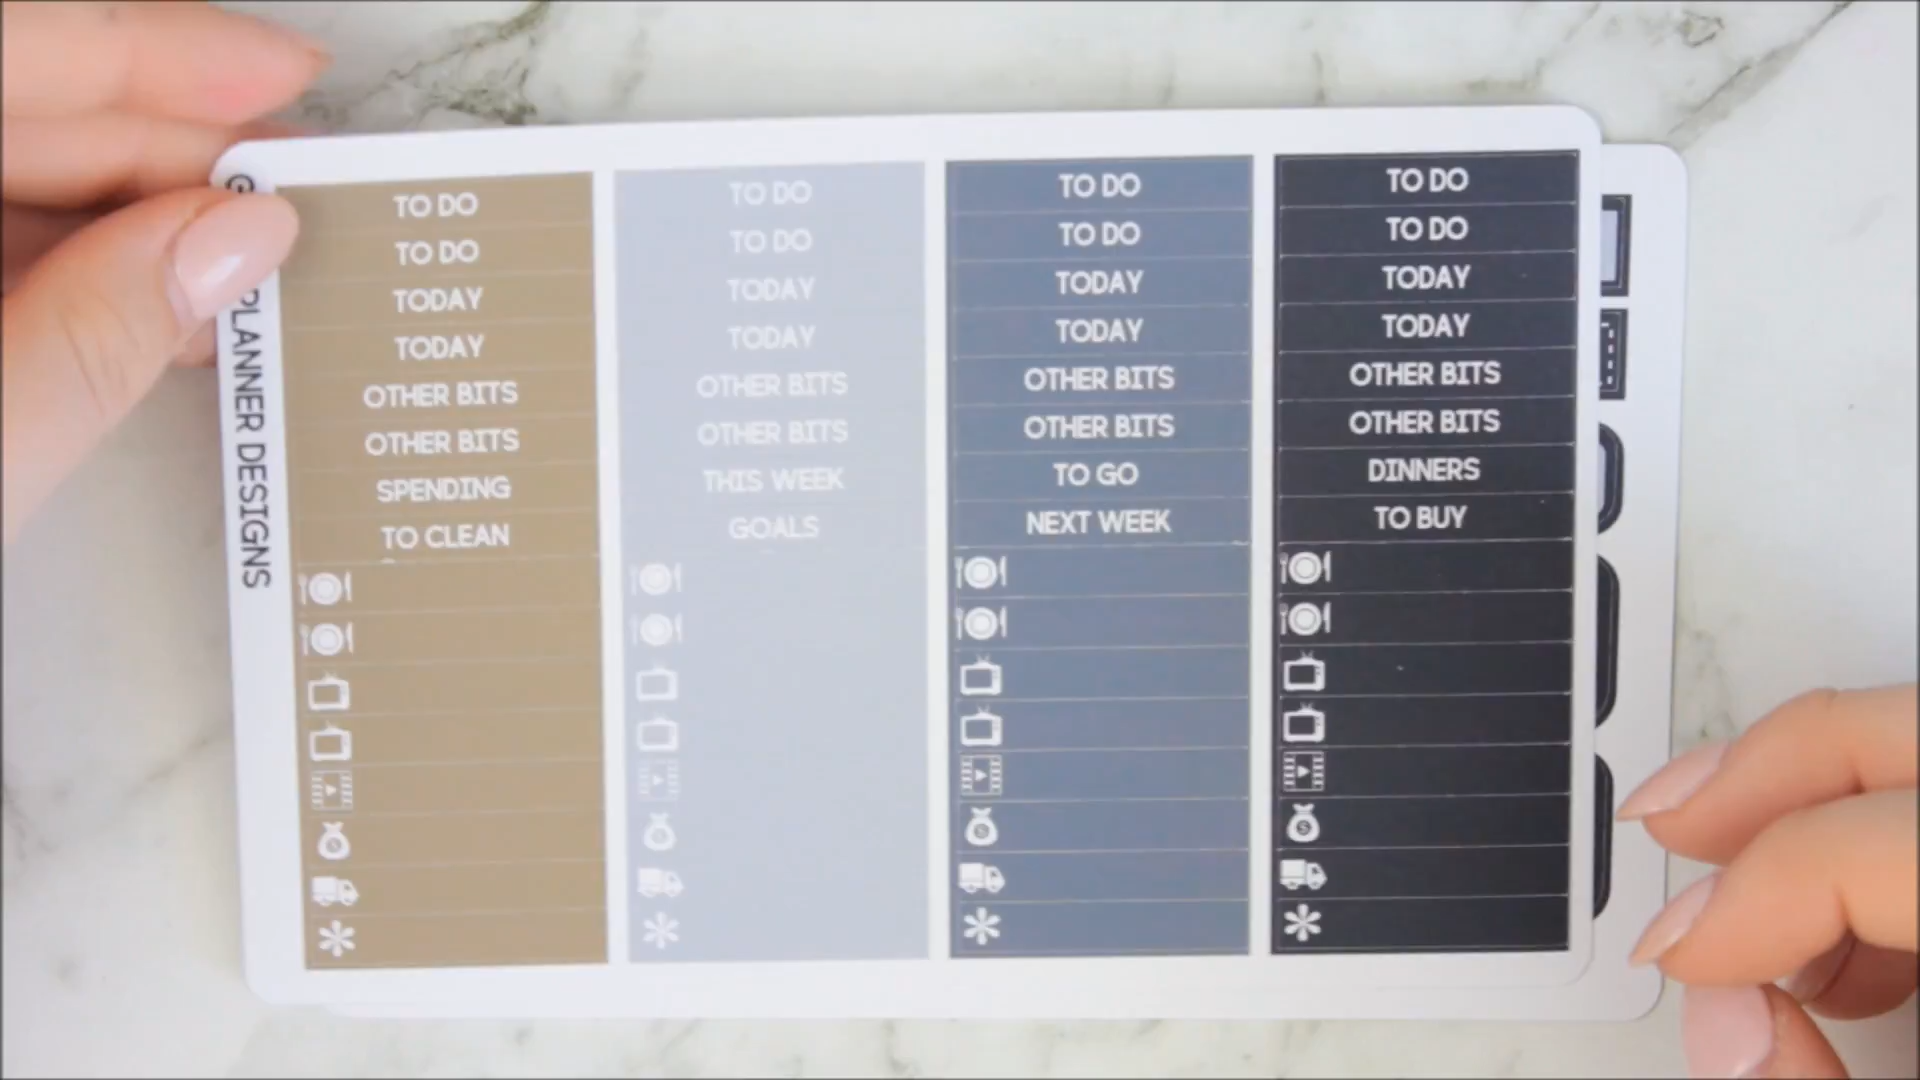 PLANNER DESIGNS
TO DO
TO DO
TODAY
TODAY
OTHER BITS
OTHER BITS
SPENDING
TO CLEAN
TO DO
TO DO
TODAY
TODAY
OTHER BITS
OTHER BITS
THIS WEEK
GOALS
TO DO
TO DO
TODAY
TODAY
OTHER BITS
OTHER BITS
TO GO
NEXT WEEK
TO DO
TO DO
TODAY
TODAY
OTHER BITS
OTHER BITS
DINNERS
TO BUY